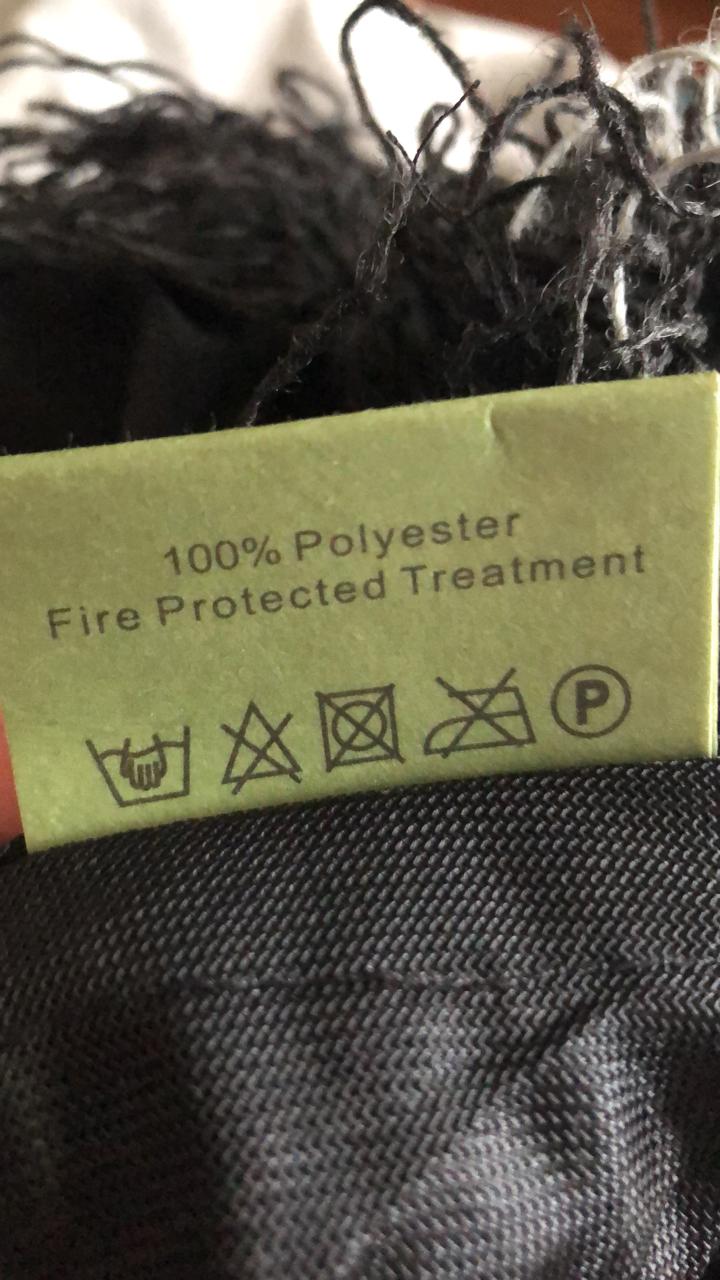 100% Polyester
Fire Protected Treatment
P